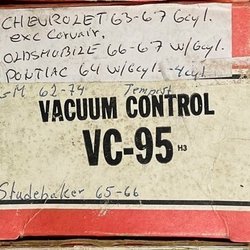 CHEVROLET 63-67 6cyl.
exc Corvair.
OLDSMOBILE 66-67 W/6cyl.
PONTIAC 64 W/6cyl. -4cyl
GM 62-74 Tempest
VACUUM CONTROL
VC-95 H3
Studebaker 65-66